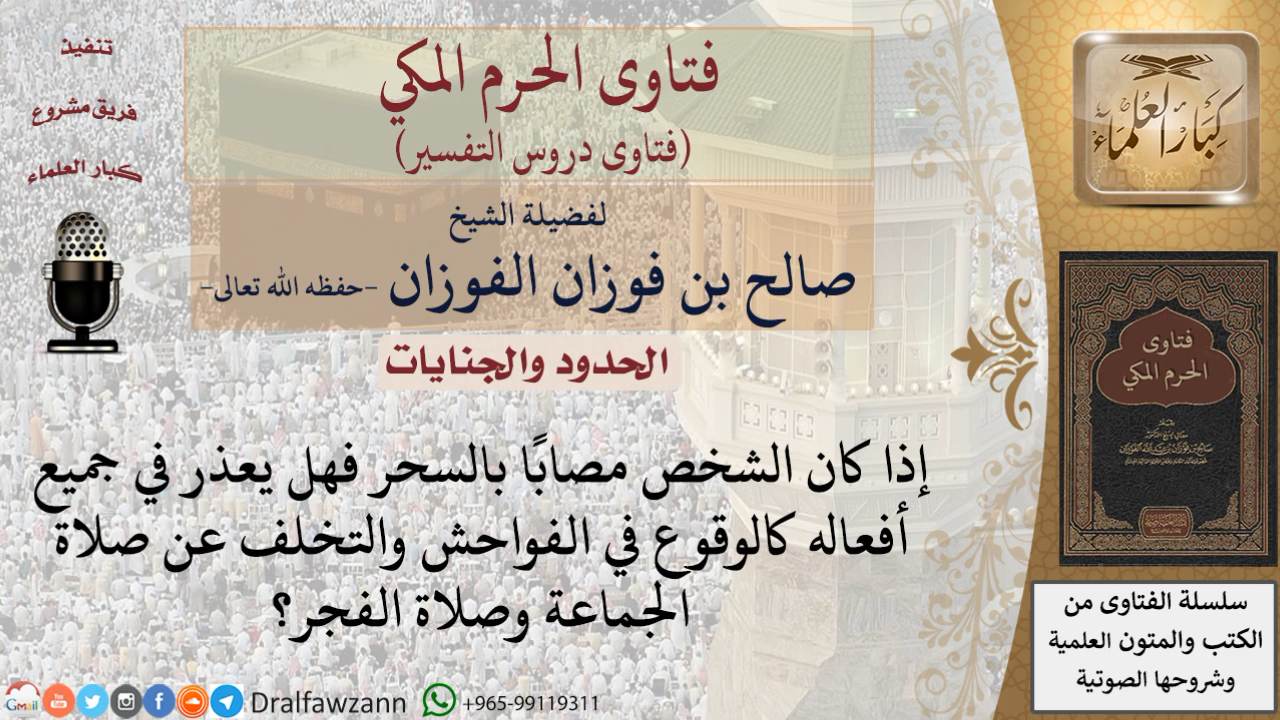 تنفيذ
فريق مشروع
كبار العلماء
فتاوى الحرم المكي
(فتاوى دروس التفسير)
لفضيلة الشيخ
صالح بن فوزان الفوزان -حفظه الله تعالى-
الحدود والجنايات
إذا كان الشخص مصابًا بالسحر فهل يعذر في جميع
أفعاله كالوقوع في الفواحش والتخلف عن صلاة
الجماعة وصلاة الفجر؟
كبار العلماء
فتاوى
الحرم المكي
سلسلة الفتاوى من
الكتب والمتون العلمية
وشروحها الصوتية
Gmail
You
Tube
Dralfawzann
+965-99119311